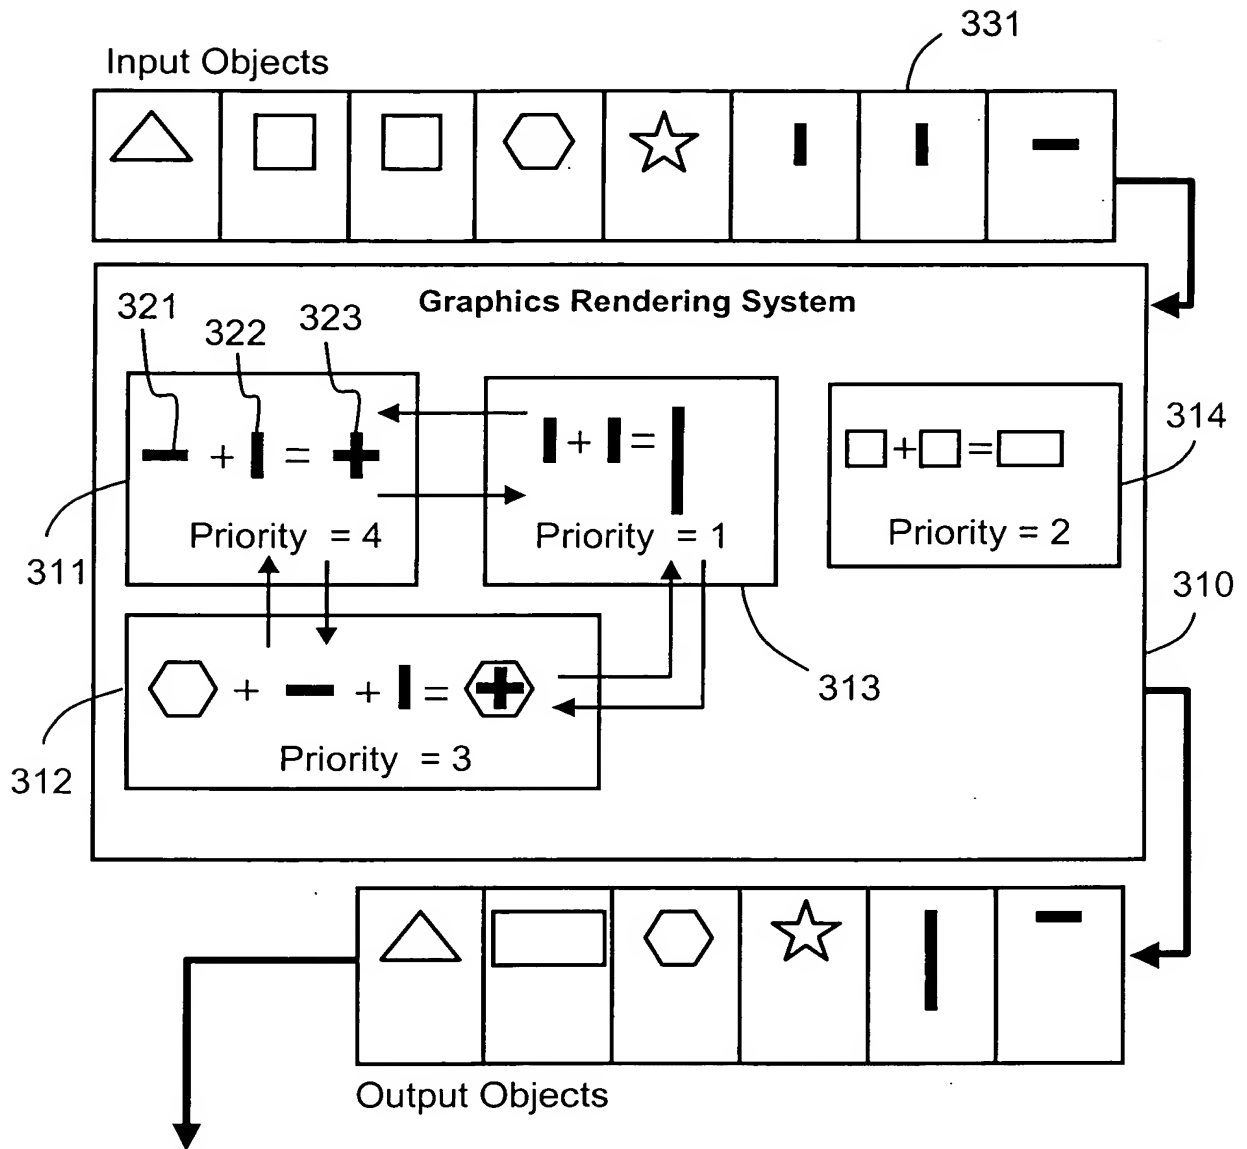 331
Input Objects
Graphics Rendering System
321
322
323
314
+ =
+ =
+ =
Priority = 4
Priority = 1
Priority = 2
311
310
+ + =
313
Priority = 3
312
Output Objects